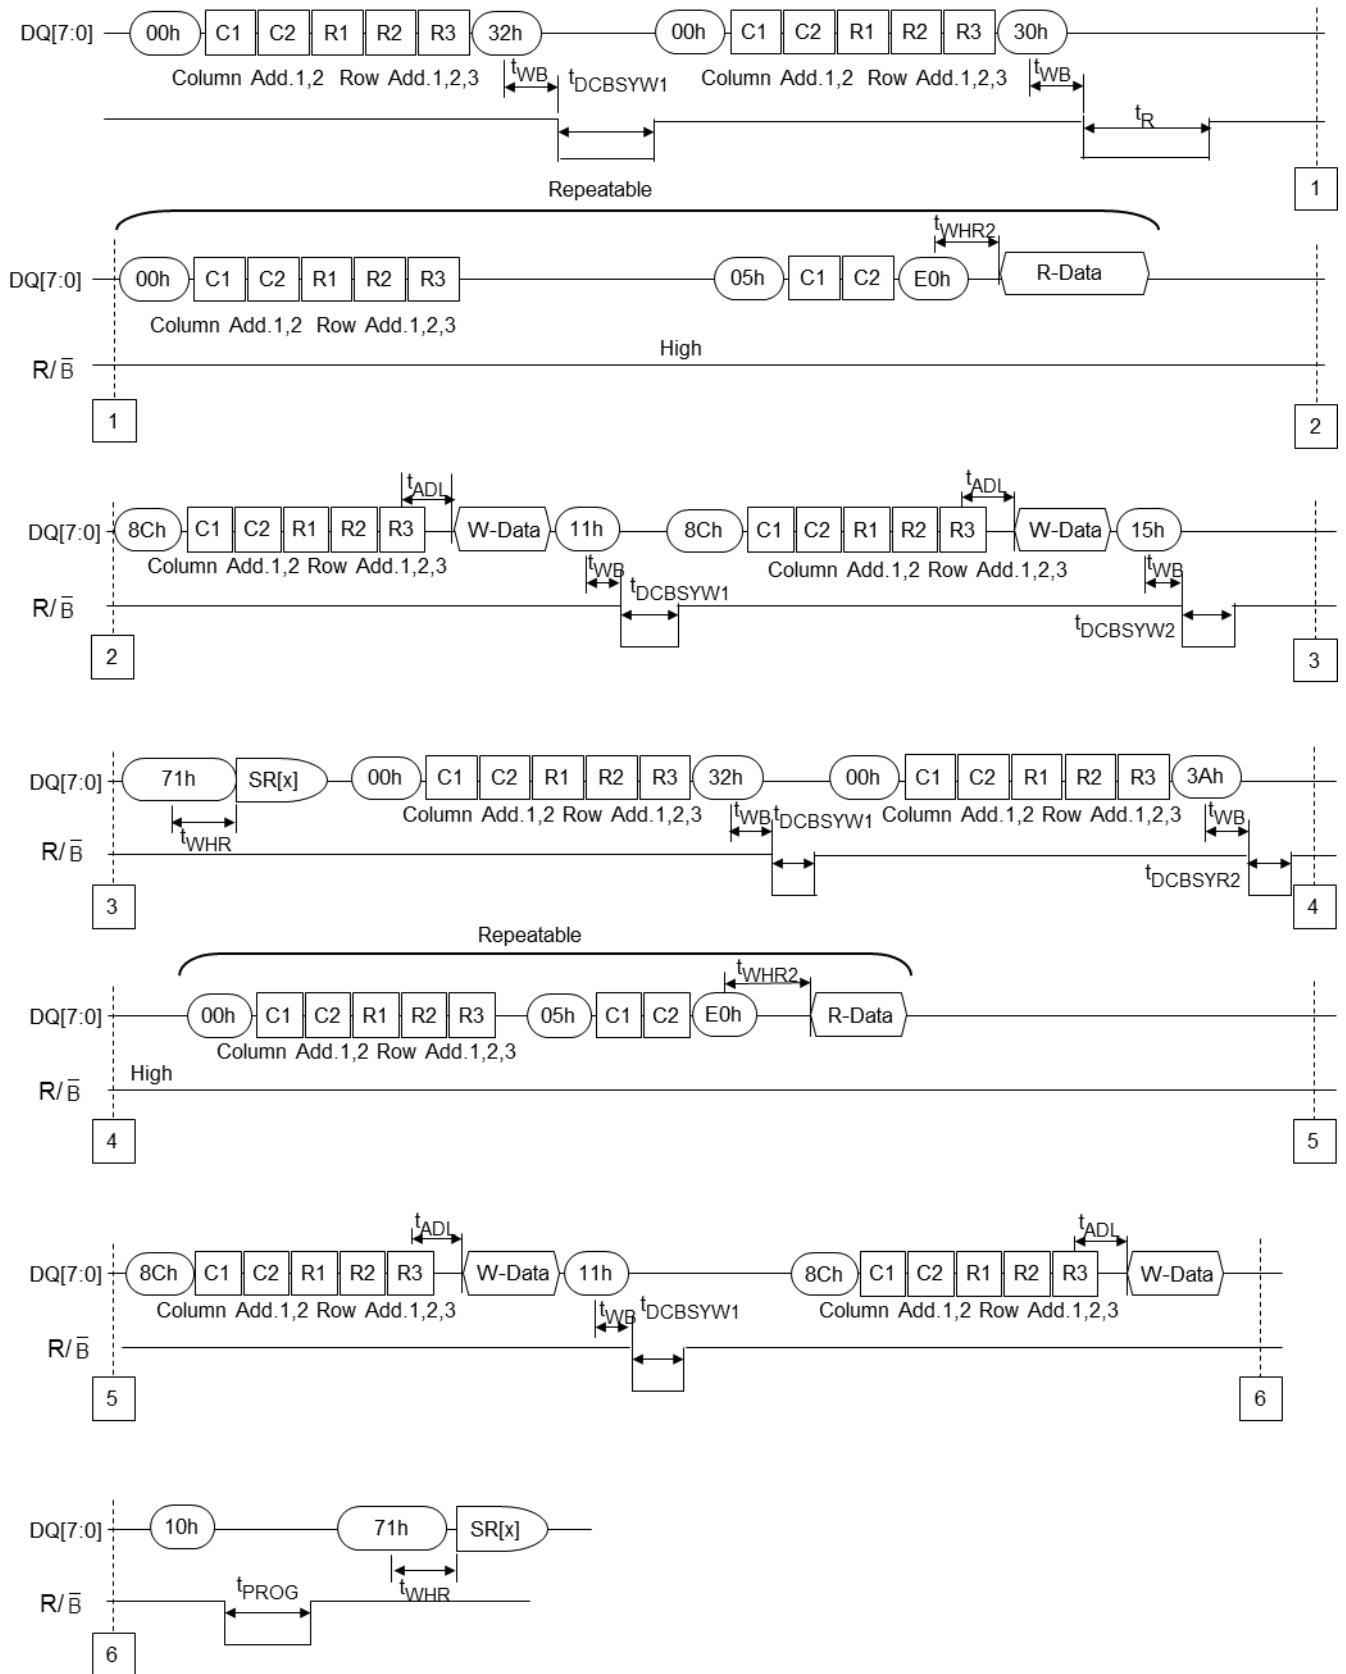 DQ[7:0] 00h C1 C2 R1 R2 R3 32h 00h C1 C2 R1 R2 R3 30h
Column Add.1,2 Row Add.1,2,3 tWB tDCBSYW1 Column Add.1,2 Row Add.1,2,3 tWB
tR
1
Repeatable
tWHR2
DQ[7:0] 00h C1 C2 R1 R2 R3 05h C1 C2 E0h R-Data
Column Add.1,2 Row Add.1,2,3
High
R/B̅
1 2
tADL tADL
DQ[7:0] 8Ch C1 C2 R1 R2 R3 W-Data 11h 8Ch C1 C2 R1 R2 R3 W-Data 15h
Column Add.1,2 Row Add.1,2,3 tWB Column Add.1,2 Row Add.1,2,3 tWB
R/B̅ tDCBSYW1 tDCBSYW2
2 3
DQ[7:0] 71h SR[x] 00h C1 C2 R1 R2 R3 32h 00h C1 C2 R1 R2 R3 3Ah
Column Add.1,2 Row Add.1,2,3 tWB tDCBSYW1 Column Add.1,2 Row Add.1,2,3 tWB
tWHR
R/B̅ tDCBSYR2
3 4
Repeatable
tWHR2
DQ[7:0] 00h C1 C2 R1 R2 R3 05h C1 C2 E0h R-Data
Column Add.1,2 Row Add.1,2,3
High
R/B̅
4 5
tADL tADL
DQ[7:0] 8Ch C1 C2 R1 R2 R3 W-Data 11h 8Ch C1 C2 R1 R2 R3 W-Data
Column Add.1,2 Row Add.1,2,3 tWB tDCBSYW1 Column Add.1,2 Row Add.1,2,3
R/B̅
5 6
DQ[7:0] 10h 71h SR[x]
tPROG tWHR
R/B̅
6